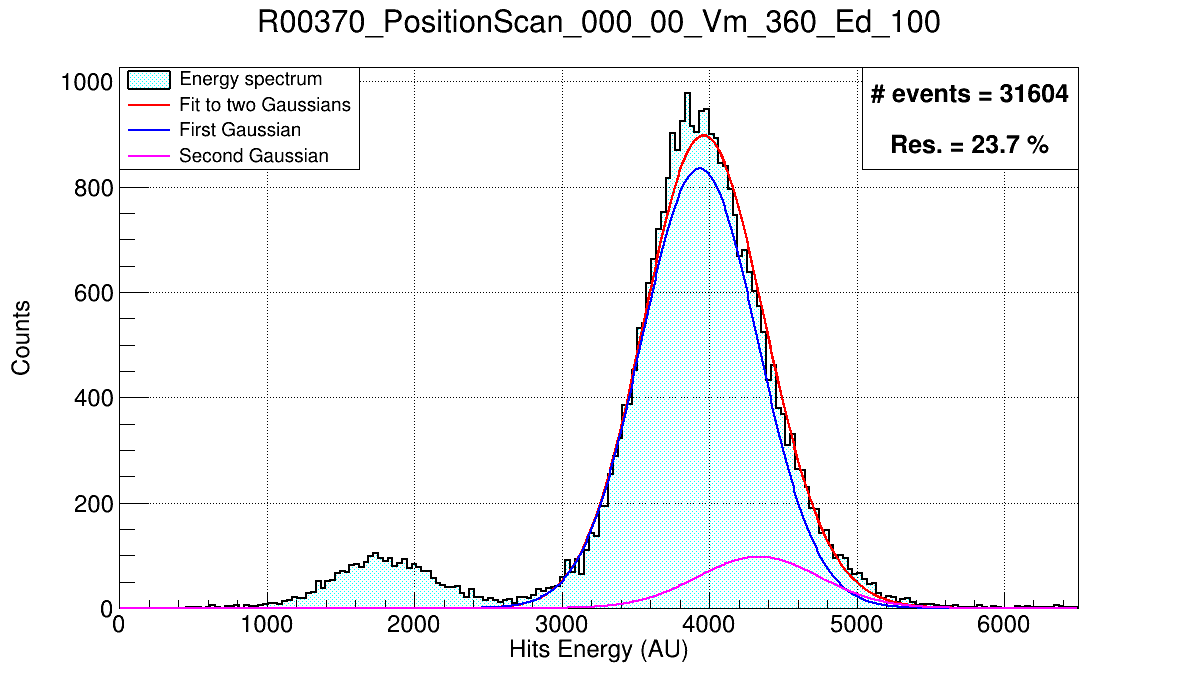 R00370_PositionScan_000_00_Vm_360_Ed_100
Energy spectrum
Fit to two Gaussians
First Gaussian
Second Gaussian
# events = 31604
Res. = 23.7 %
Counts
1000
800
600
400
200
0
0 1000 2000 3000 4000 5000 6000
Hits Energy (AU)